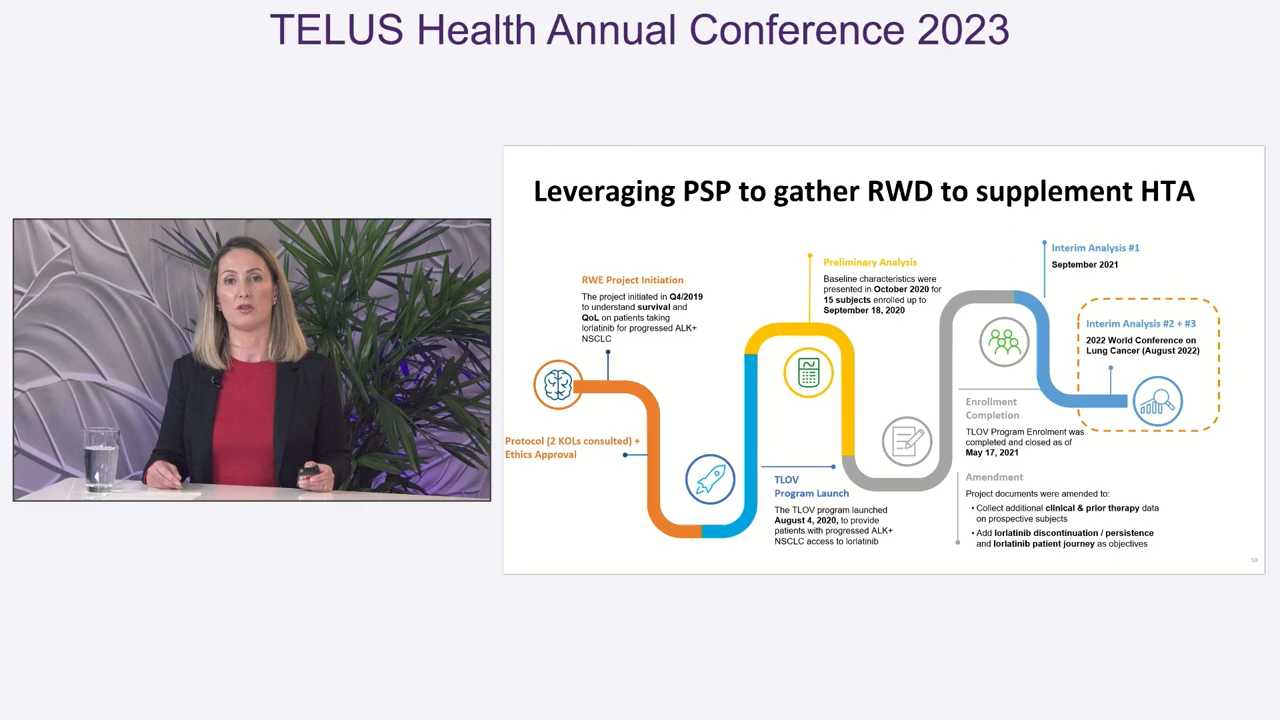 TELUS Health Annual Conference 2023
Leveraging PSP to gather RWD to supplement HTA
RWE Project Initiation
The project initiated in Q4/2019
to understand survival and
QoL on patients taking
lorlatinib for progressed ALK+
NSCLC
Protocol (2 KOLs consulted) +
Ethics Approval
TLOV
Program Launch
The TLOV program launched
August 4, 2020, to provide
patients with progressed ALK+
NSCLC access to lorlatinib
Preliminary Analysis
Baseline characteristics were
presented in October 2020 for
15 subjects enrolled up to
September 18, 2020
Amendment
Project documents were amended to:
• Collect additional clinical & prior therapy data
on prospective subjects
• Add lorlatinib discontinuation / persistence
and lorlatinib patient journey as objectives
Enrollment
Completion
TLOV Program Enrolment was
completed and closed as of
May 17, 2021
Interim Analysis #1
September 2021
Interim Analysis #2 + #3
2022 World Conference on
Lung Cancer (August 2022)